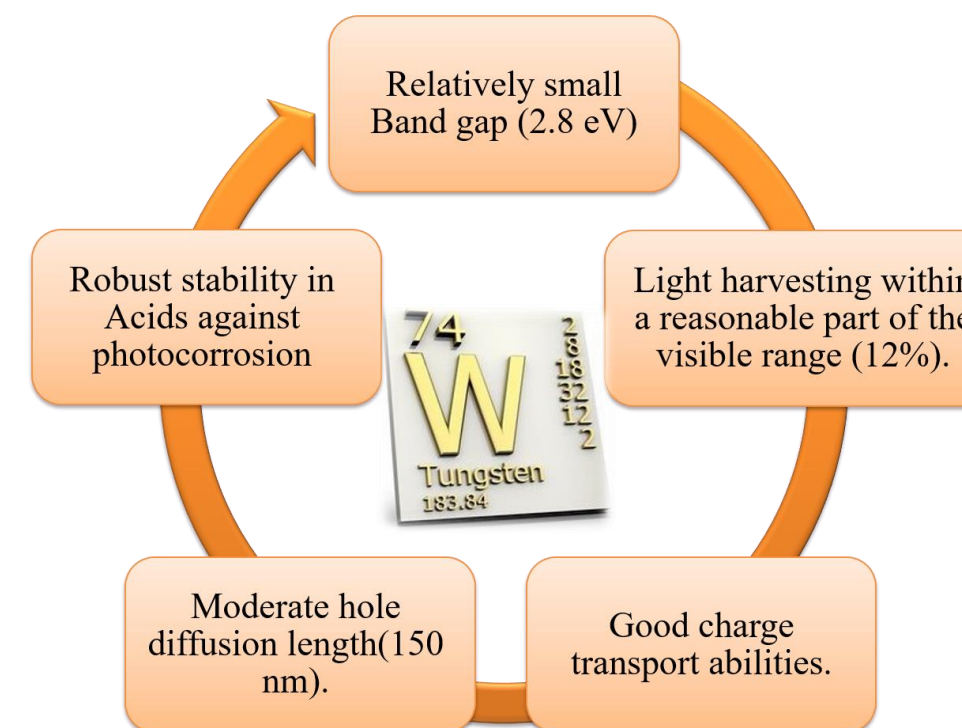 Relatively small
Band gap (2.8 eV)
Light harvesting within
a reasonable part of the
visible range (12%).
Good charge
transport abilities.
Moderate hole
diffusion length(150
nm).
Robust stability in
Acids against
photocorrosion
74
W
Tungsten
183.84
2
8
18
32
12
2